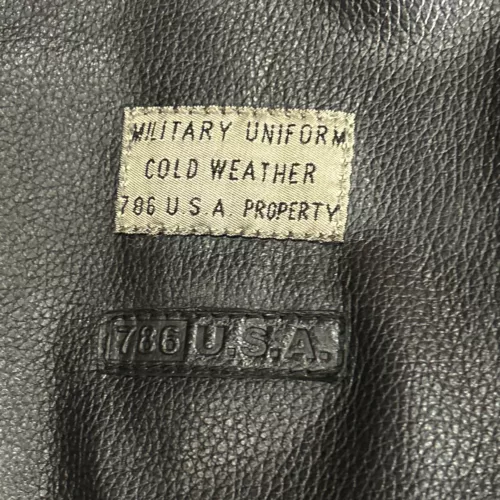 MILITARY UNIFORM
COLD WEATHER
786 U.S.A. PROPERTY
786 U.S.A.